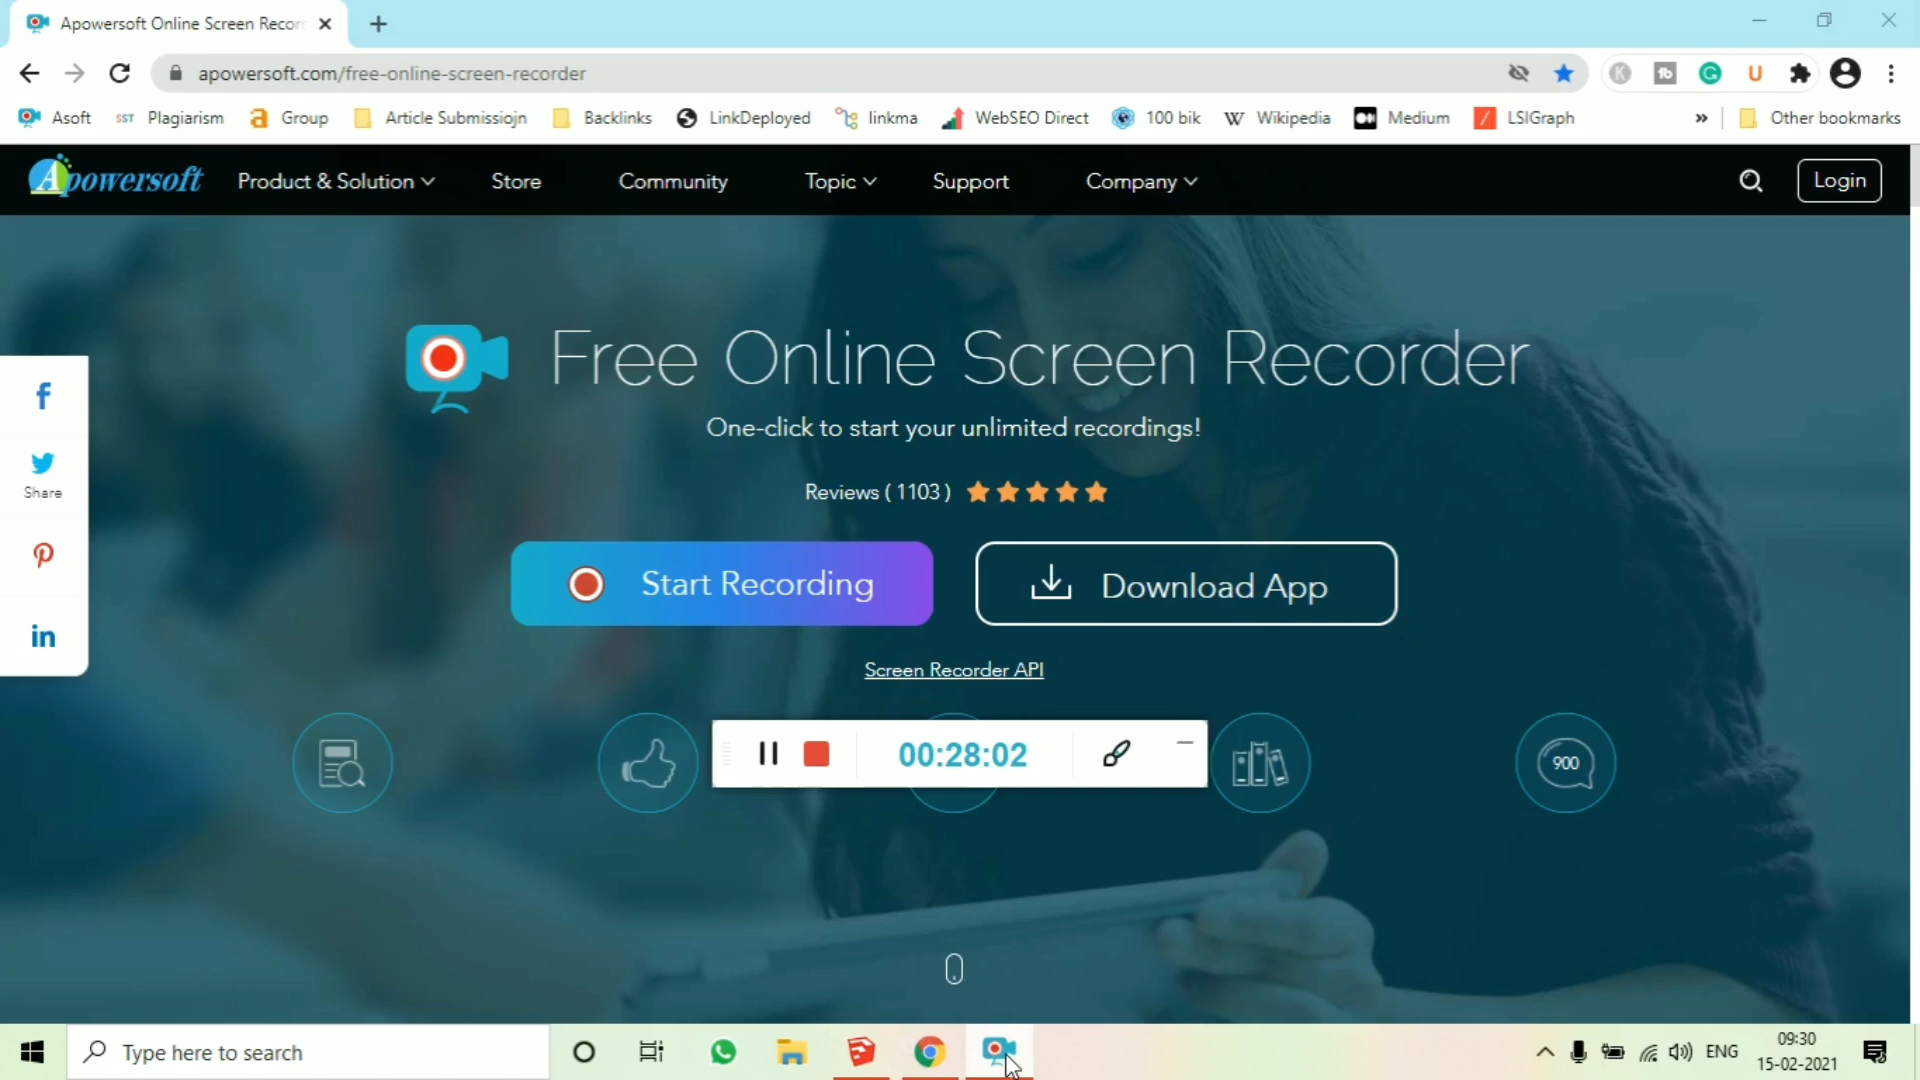 Apowersoft Online Screen Recor
apowersoft.com/free-online-screen-recorder
Asoft
SST Plagiarism
Group
Article Submissiojn
Backlinks
LinkDeployed
linkma
WebSEO Direct
100 bik
W Wikipedia
Medium
LSIGraph
» Other bookmarks
Apowersoft
Product & Solution
Store
Community
Topic
Support
Company
Login
Free Online Screen Recorder
One-click to start your unlimited recordings!
Reviews ( 1103 )
Share
Start Recording
Download App
Screen Recorder API
00:28:02
900
Type here to search
ENG
09:30
15-02-2021